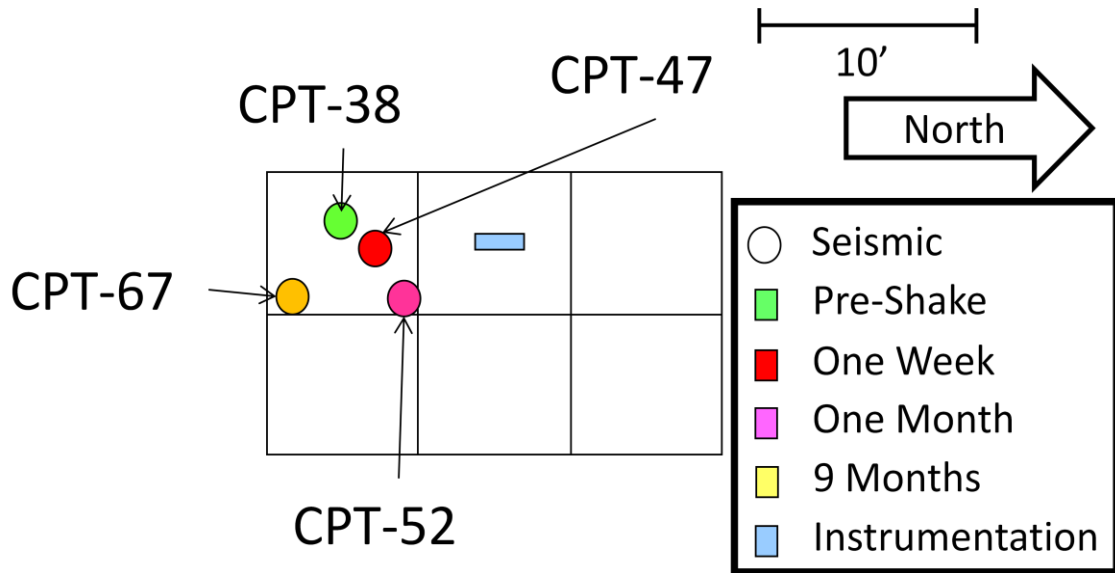 10’
CPT-47
CPT-38
North
CPT-67
Seismic
Pre-Shake
One Week
One Month
9 Months
Instrumentation
CPT-52